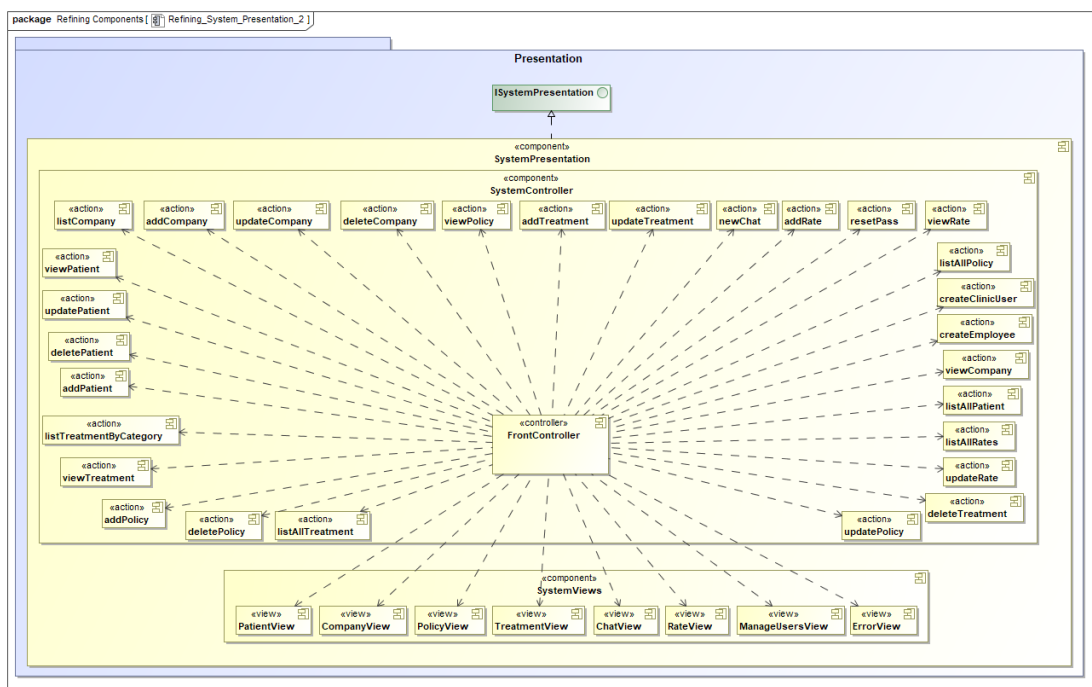 package Refining Components [ Refining_System_Presentation_2 ]
Presentation
ISystemPresentation
«component»
SystemPresentation
«component»
SystemController
«action»
listCompany
«action»
addCompany
«action»
updateCompany
«action»
deleteCompany
«action»
viewPolicy
«action»
addTreatment
«action»
updateTreatment
«action»
newChat
«action»
addRate
«action»
resetPass
«action»
viewRate
«action»
viewPatient
«action»
updatePatient
«action»
deletePatient
«action»
addPatient
«action»
listTreatmentByCategory
«action»
viewTreatment
«action»
addPolicy
«action»
deletePolicy
«action»
listAllTreatment
«controller»
FrontController
«action»
listAllPolicy
«action»
createClinicUser
«action»
createEmployee
«action»
viewCompany
«action»
listAllPatient
«action»
listAllRates
«action»
updateRate
«action»
deleteTreatment
«action»
updatePolicy
«component»
SystemViews
«view»
PatientView
«view»
CompanyView
«view»
PolicyView
«view»
TreatmentView
«view»
ChatView
«view»
RateView
«view»
ManageUsersView
«view»
ErrorView